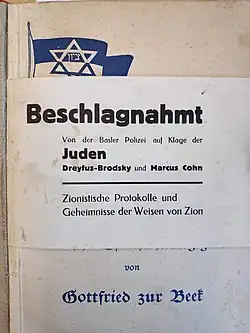 ציון
Beschlagnahmt
Von der Basler Polizei auf Klage der
Juden
Dreyfus-Brodsky und Marcus Cohn
Zionistische Protokolle und
Geheimnisse der Weisen von Zion
von
Gottfried zur Beek